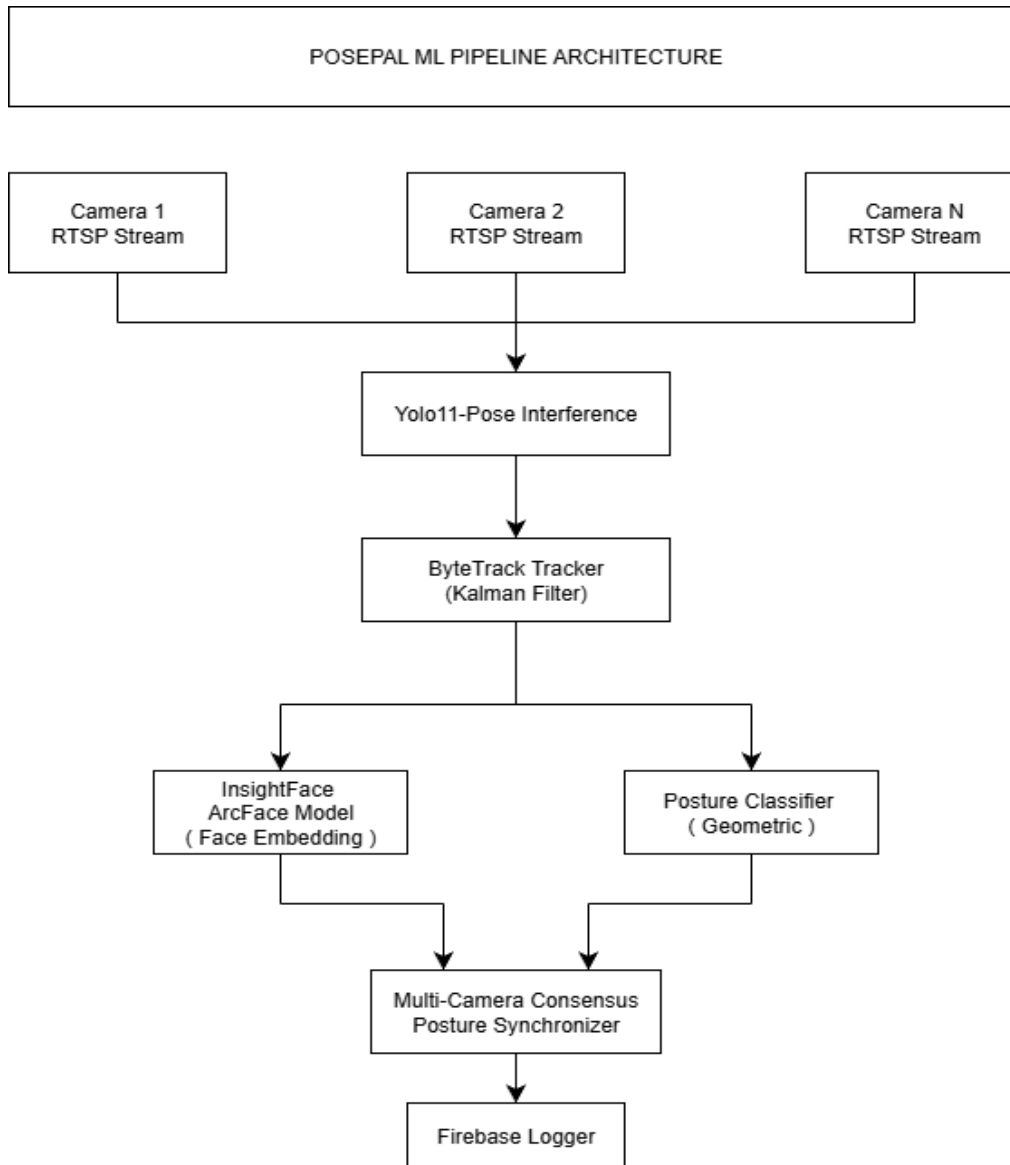 POSEPAL ML PIPELINE ARCHITECTURE
Camera 1
RTSP Stream
Camera 2
RTSP Stream
Camera N
RTSP Stream
Yolo11-Pose Interference
ByteTrack Tracker
(Kalman Filter)
InsightFace
ArcFace Model
( Face Embedding )
Posture Classifier
( Geometric )
Multi-Camera Consensus
Posture Synchronizer
Firebase Logger